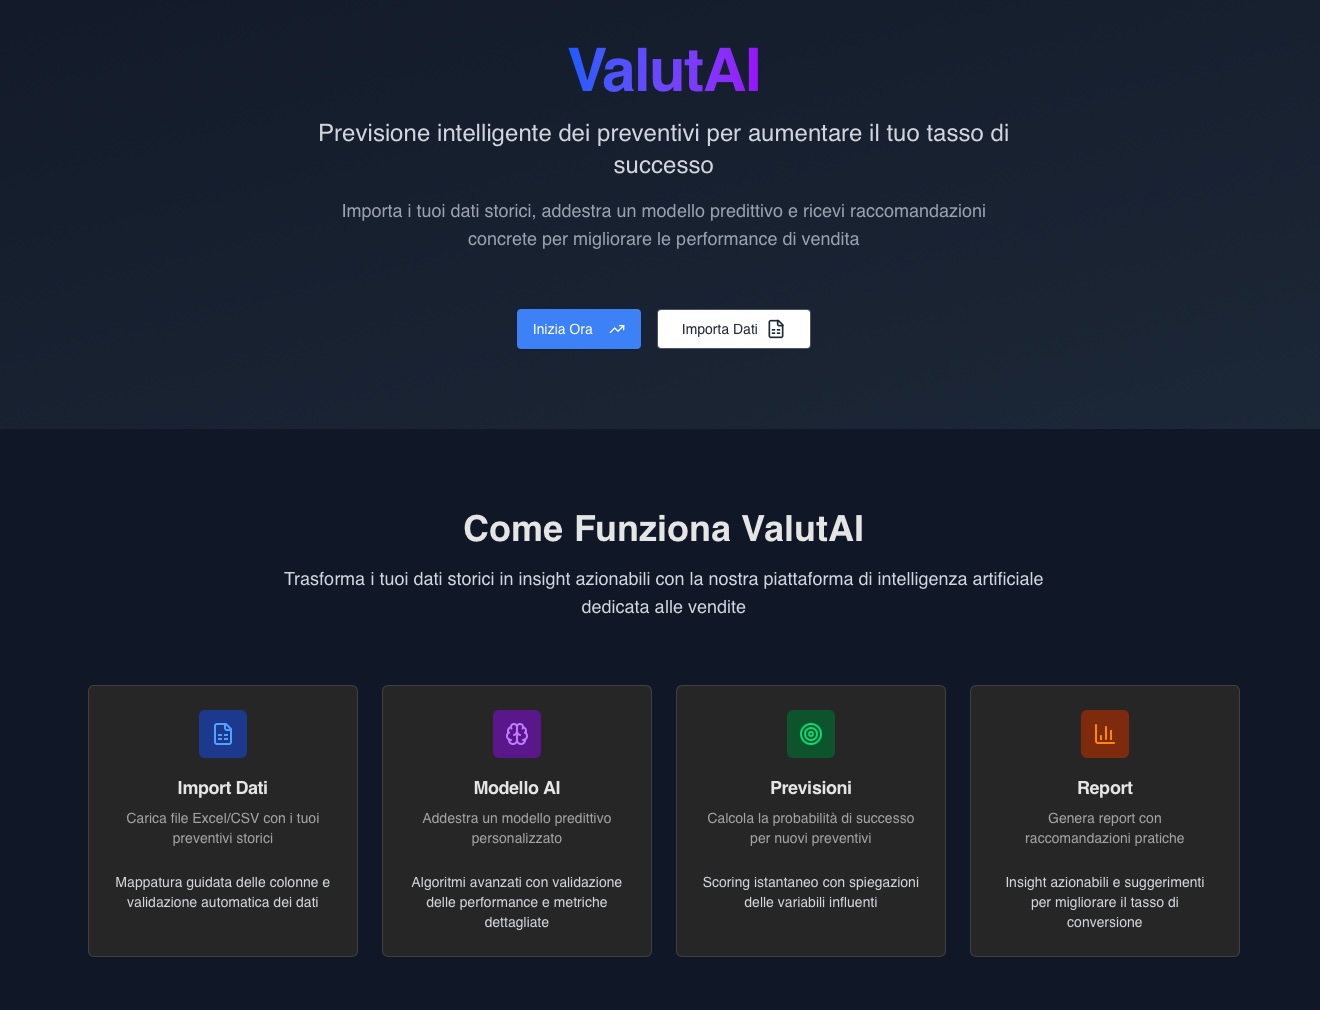 ValutAI
Previsione intelligente dei preventivi per aumentare il tuo tasso di
successo
Importa i tuoi dati storici, addestra un modello predittivo e ricevi raccomandazioni
concrete per migliorare le performance di vendita
Inizia Ora
Importa Dati
Come Funziona ValutAI
Trasforma i tuoi dati storici in insight azionabili con la nostra piattaforma di intelligenza artificiale
dedicata alle vendite
Import Dati
Carica file Excel/CSV con i tuoi
preventivi storici
Mappatura guidata delle colonne e
validazione automatica dei dati
Modello AI
Addestra un modello predittivo
personalizzato
Algoritmi avanzati con validazione
delle performance e metriche
dettagliate
Previsioni
Calcola la probabilità di successo
per nuovi preventivi
Scoring istantaneo con spiegazioni
delle variabili influenti
Report
Genera report con
raccomandazioni pratiche
Insight azionabili e suggerimenti
per migliorare il tasso di
conversione